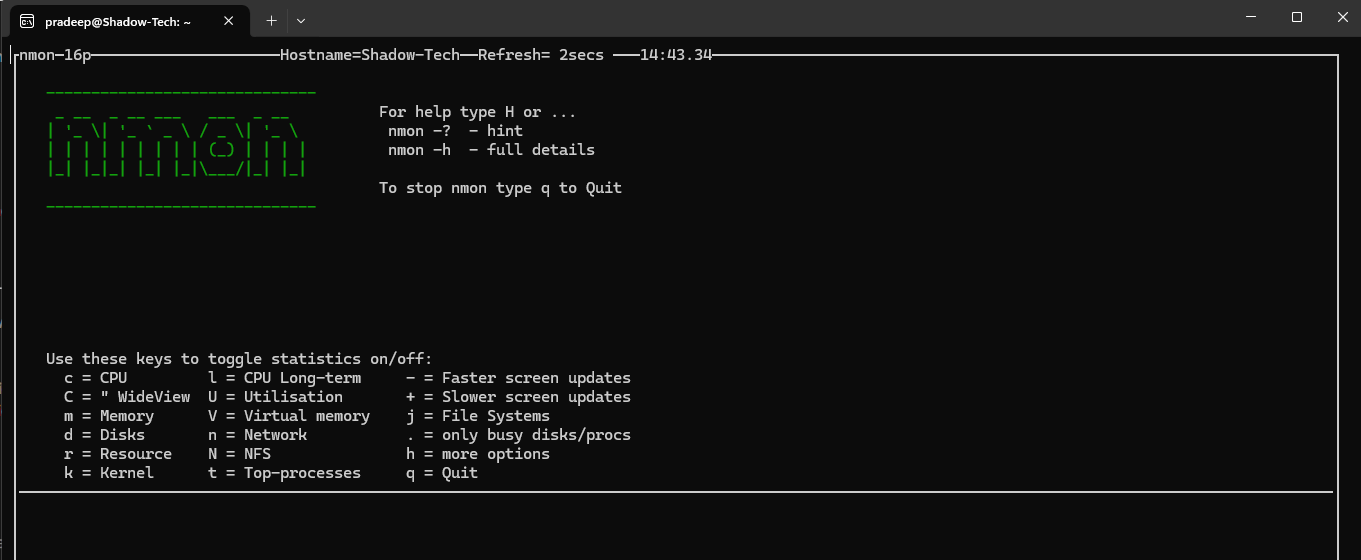 pradeep@Shadow-Tech: ~
nmon-16p Hostname=Shadow-Tech Refresh= 2secs 14:43.34
nmon
For help type H or ...
nmon -? - hint
nmon -h - full details
To stop nmon type q to Quit
Use these keys to toggle statistics on/off:
c = CPU l = CPU Long-term - = Faster screen updates
C = " WideView U = Utilisation + = Slower screen updates
m = Memory V = Virtual memory j = File Systems
d = Disks n = Network . = only busy disks/procs
r = Resource N = NFS h = more options
k = Kernel t = Top-processes q = Quit